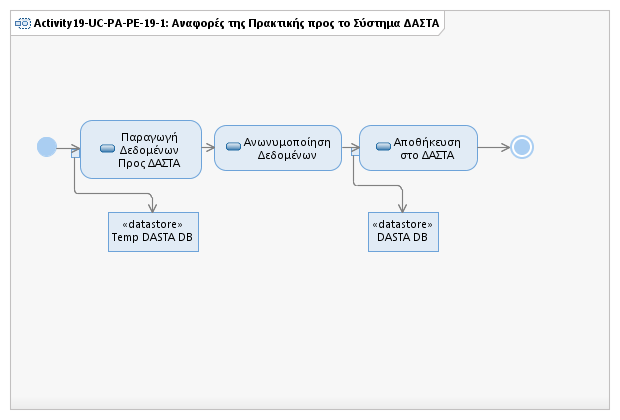 Activity19-UC-PA-PE-19-1: Αναφορές της Πρακτικής προς το Σύστημα ΔΑΣΤΑ
Παραγωγή
Δεδομένων
Προς ΔΑΣΤΑ
Ανωνυμοποίηση
Δεδομένων
Αποθήκευση
στο ΔΑΣΤΑ
«datastore»
Temp DASTA DB
«datastore»
DASTA DB